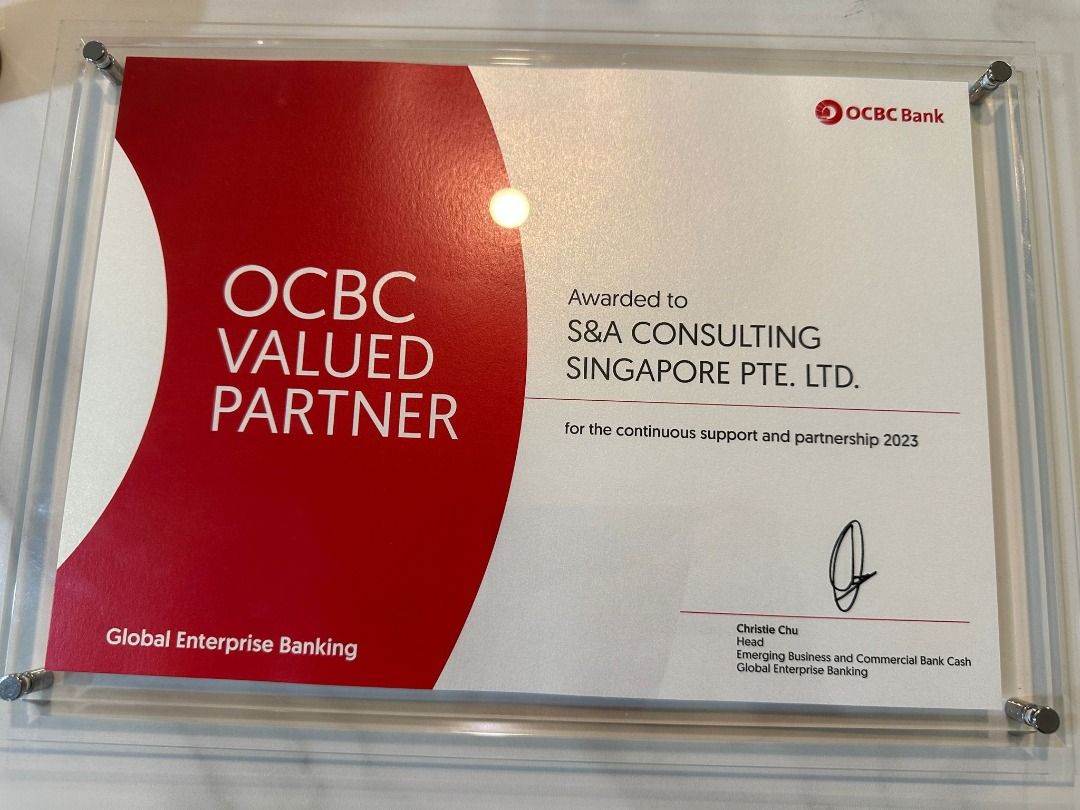 OCBC Bank
OCBC
VALUED
PARTNER
Global Enterprise Banking
Awarded to
S&A CONSULTING
SINGAPORE PTE. LTD.
for the continuous support and partnership 2023
Christie Chu
Head
Emerging Business and Commercial Bank Cash
Global Enterprise Banking